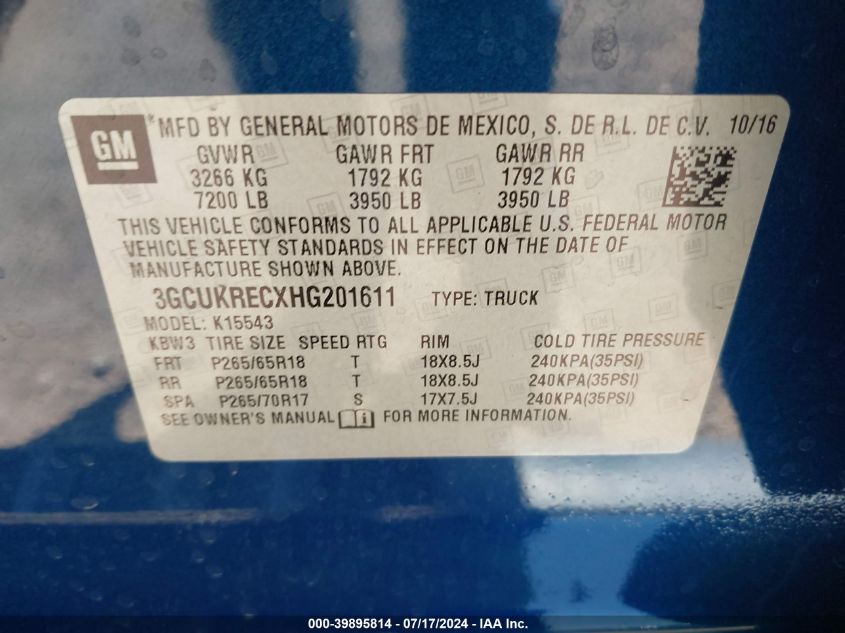 GM
*MFD BY GENERAL MOTORS DE MEXICO, S. DE R.L. DE C.V. 10/16
GVWR GAWR FRT GAWR RR
3266 KG 1792 KG 1792 KG
7200 LB 3950 LB 3950 LB
THIS VEHICLE CONFORMS TO ALL APPLICABLE U.S. FEDERAL MOTOR
VEHICLE SAFETY STANDARDS IN EFFECT ON THE DATE OF
MANUFACTURE SHOWN ABOVE.
3GCUKRECXHG201611 TYPE: TRUCK
MODEL: K15543
KBW3 TIRE SIZE SPEED RTG RIM COLD TIRE PRESSURE
FRT P265/65R18 T 18X8.5J 240KPA(35PSI)
RR P265/65R18 T 18X8.5J 240KPA(35PSI)
SPA P265/70R17 S 17X7.5J 240KPA(35PSI)
SEE OWNER'S MANUAL FOR MORE INFORMATION.
000-39895814 / 07/17/2024 - IAA Inc.